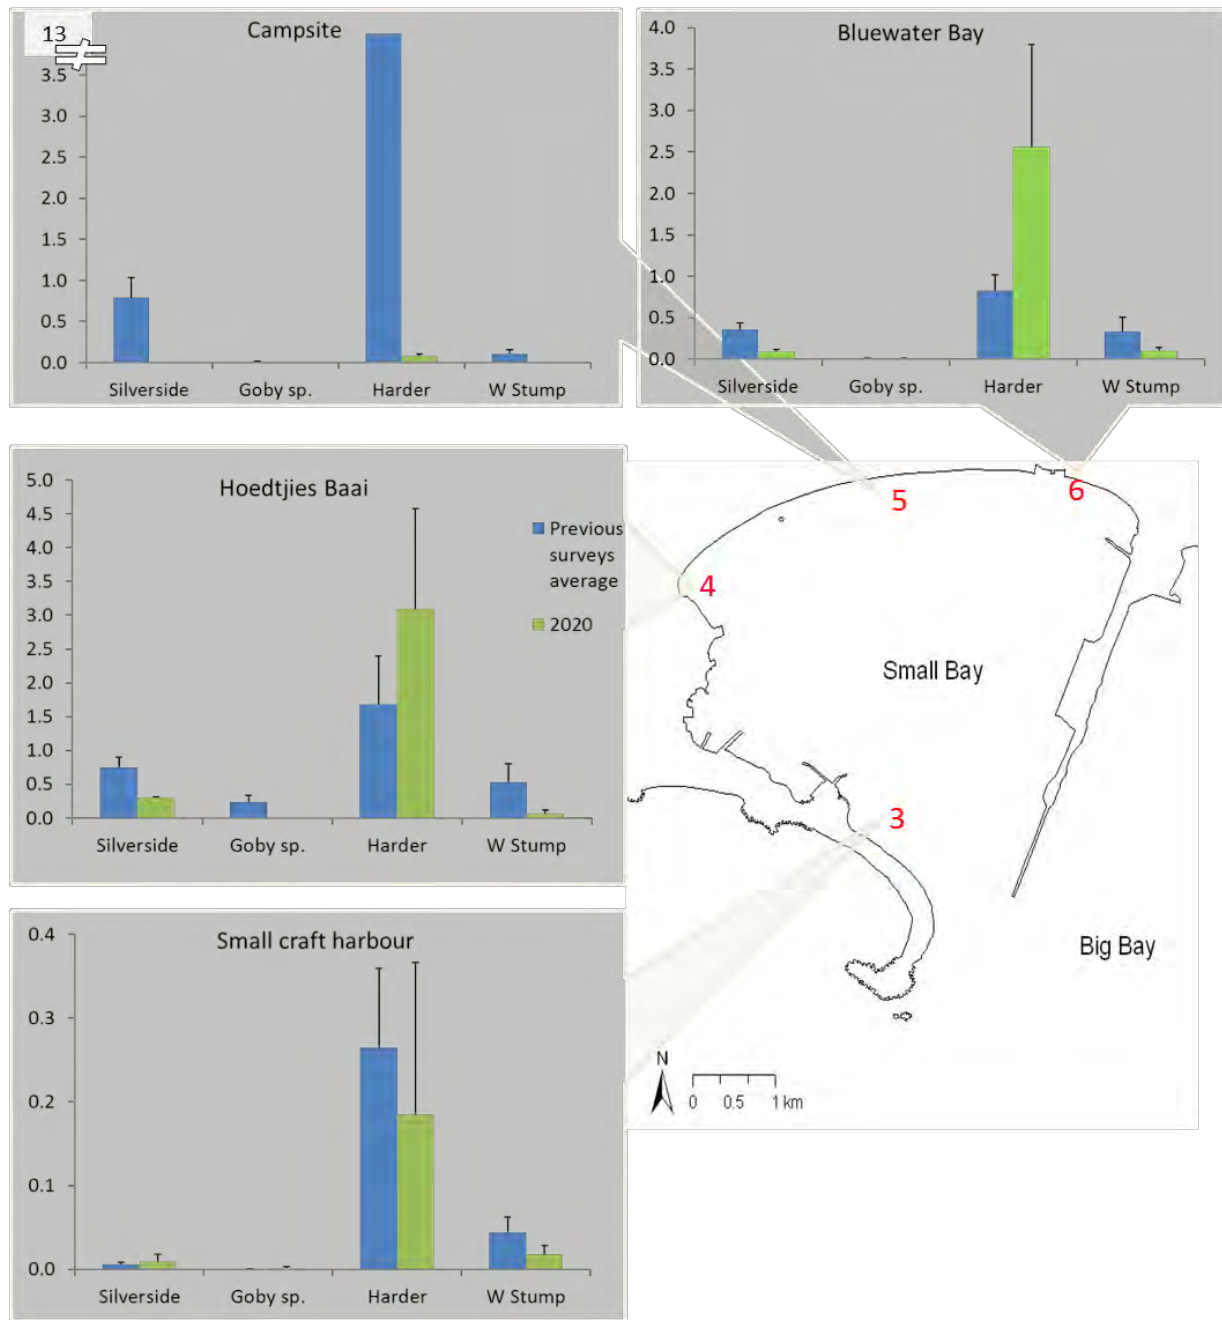 Campsite
13
3.5
3.0
2.5
2.0
1.5
1.0
0.5
0.0
Silverside Goby sp. Harder W Stump
Bluewater Bay
4.0
3.5
3.0
2.5
2.0
1.5
1.0
0.5
0.0
Silverside Goby sp. Harder W Stump
Hoedtjies Baai
5.0
4.5
4.0
3.5
3.0
2.5
2.0
1.5
1.0
0.5
0.0
Silverside Goby sp. Harder W Stump
Previous
surveys
average
2020
Small craft harbour
0.4
0.3
0.2
0.1
0.0
Silverside Goby sp. Harder W Stump
5
6
4
Small Bay
3
Big Bay
N
0 0.5 1 km